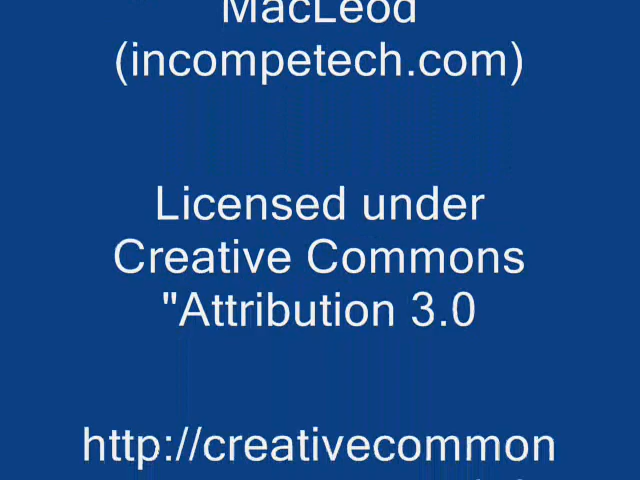 MacLeod
(incompetech.com)
Licensed under
Creative Commons
"Attribution 3.0
http://creativecommon